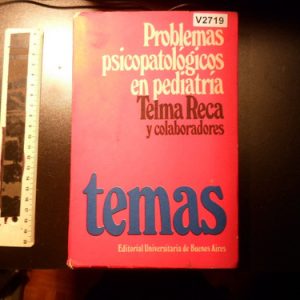 V2719
Problemas
psicopatológicos
en pediatría
Telma Reca
y colaboradores
temas
Editorial Universitaria de Buenos Aires